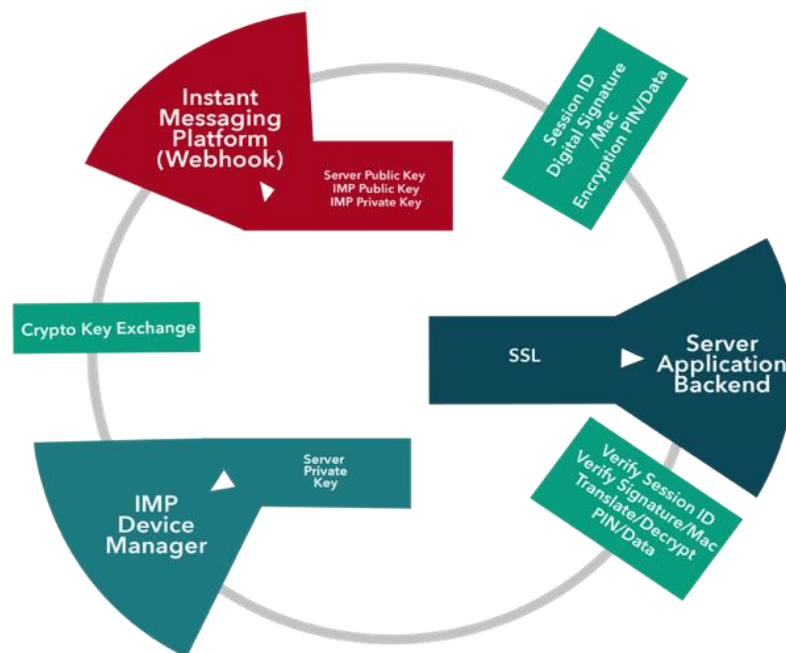 Instant
Messaging
Platform
(Webhook)
Server Public Key
IMP Public Key
IMP Private Key
Session ID
Digital Signature
/Mac
Encryption PIN/Data
Crypto Key Exchange
SSL
Server
Application
Backend
Server
Private
Key
IMP
Device
Manager
Verify Session ID
Verify Signature/Mac
Translate/Decrypt
PIN/Data